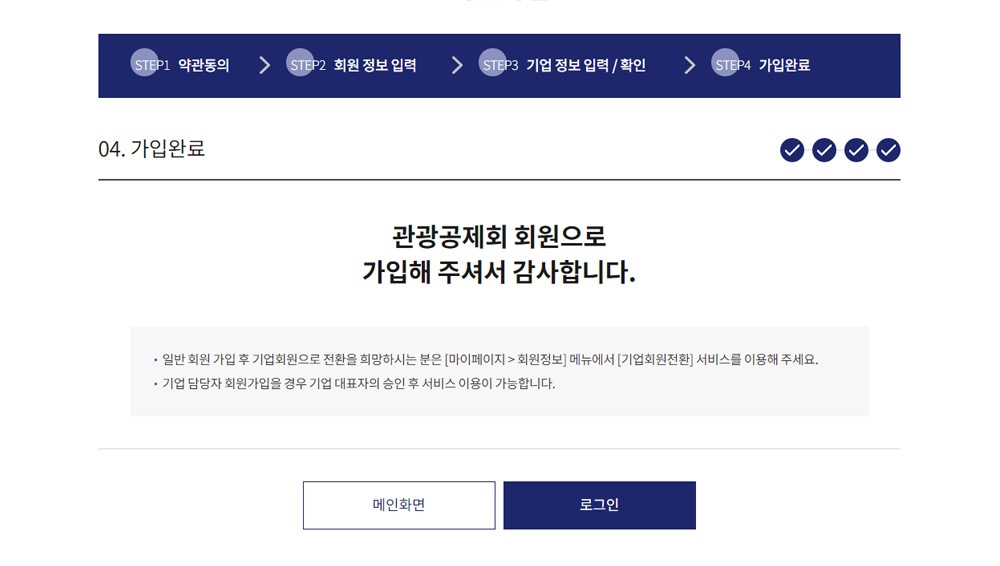 STEP1 약관동의 > STEP2 회원 정보 입력 > STEP3 기업 정보 입력 / 확인 > STEP4 가입완료
04. 가입완료
관광공제회 회원으로
가입해 주셔서 감사합니다.
• 일반 회원 가입 후 기업회원으로 전환을 희망하시는 분은 [마이페이지 > 회원정보] 메뉴에서 [기업회원전환] 서비스를 이용해 주세요.
• 기업 담당자 회원가입을 경우 기업 대표자의 승인 후 서비스 이용이 가능합니다.
메인화면
로그인